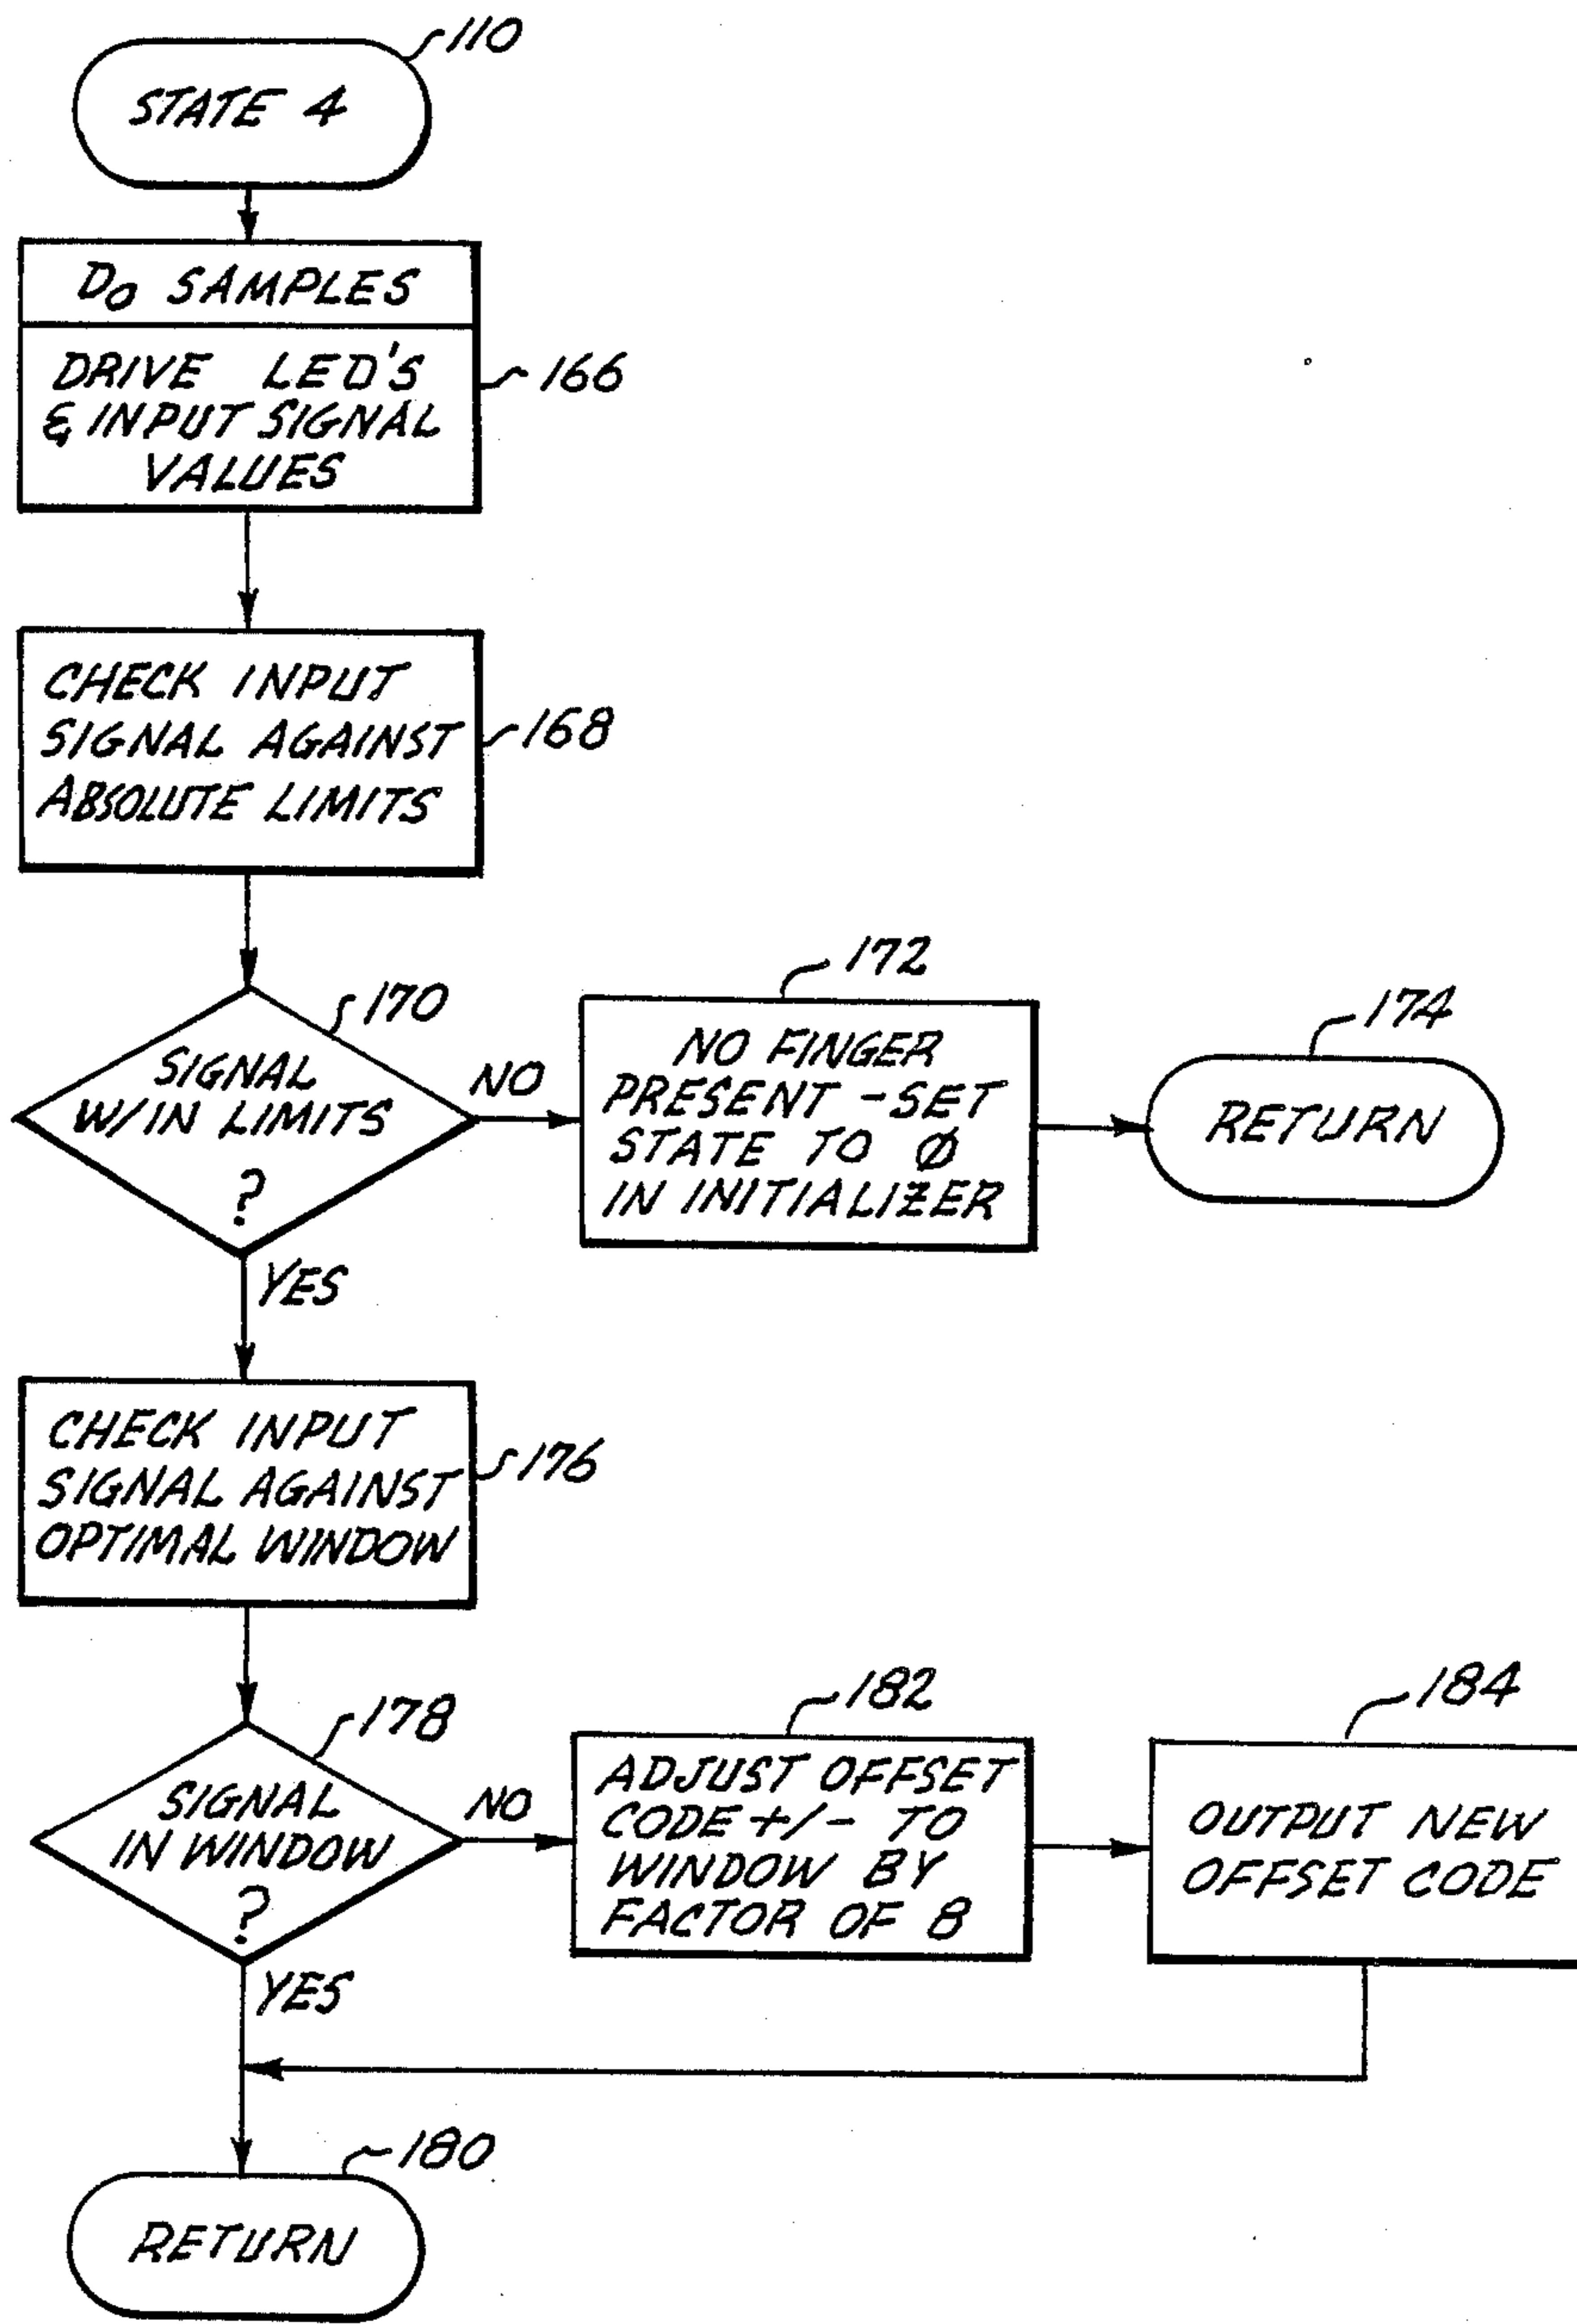 110
STATE 4
Do SAMPLES
DRIVE LED'S
& INPUT SIGNAL
VALUES
166
CHECK INPUT
SIGNAL AGAINST
ABSOLUTE LIMITS
168
170
SIGNAL
W/IN LIMITS
?
NO
YES
172
NO FINGER
PRESENT -SET
STATE TO Ø
IN INITIALIZER
174
RETURN
CHECK INPUT
SIGNAL AGAINST
OPTIMAL WINDOW
176
178
SIGNAL
IN WINDOW
?
NO
YES
182
ADJUST OFFSET
CODE +/- TO
WINDOW BY
FACTOR OF 8
184
OUTPUT NEW
OFFSET CODE
180
RETURN